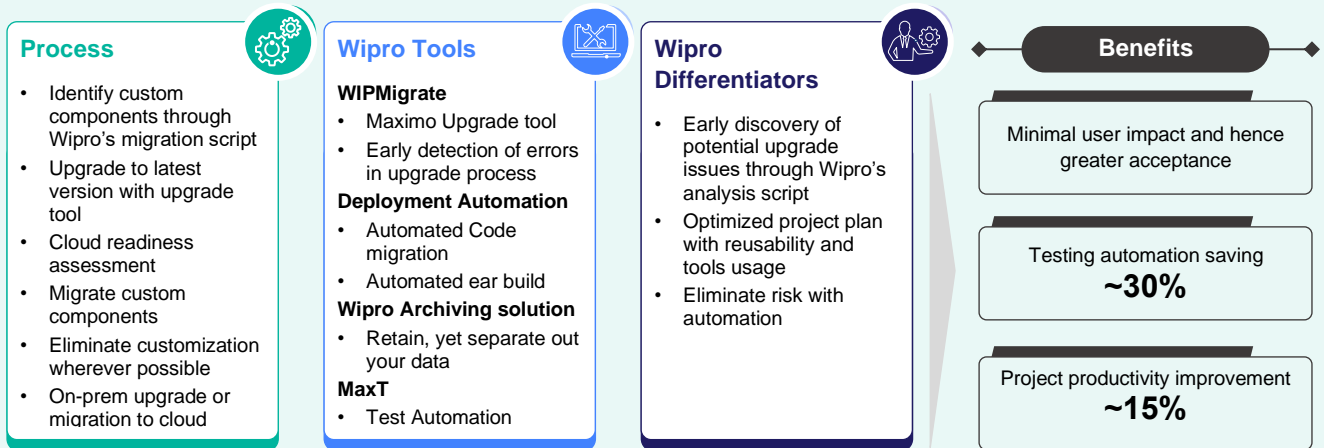 Process
• Identify custom
components through
Wipro's migration script
• Upgrade to latest
version with upgrade
tool
• Cloud readiness
assessment
• Migrate custom
components
• Eliminate customization
wherever possible
• On-prem upgrade or
migration to cloud
Wipro Tools
WIPMigrate
• Maximo Upgrade tool
• Early detection of errors
in upgrade process
Deployment Automation
• Automated Code
migration
• Automated ear build
Wipro Archiving solution
• Retain, yet separate out
your data
MaxT
• Test Automation
Wipro
Differentiators
• Early discovery of
potential upgrade
issues through Wipro's
analysis script
• Optimized project plan
with reusability and
tools usage
• Eliminate risk with
automation
Benefits
Minimal user impact and hence
greater acceptance
Testing automation saving
~30%
Project productivity improvement
~15%